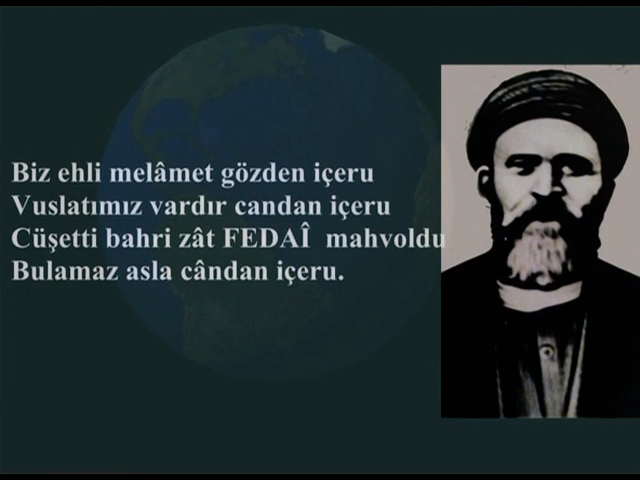 Biz ehli melâmet gözden içeru
Vuslatımız vardır candan içeru
Cüşetti bahri zât FEDAÎ mahvoldu
Bulamaz asla cândan içeru.